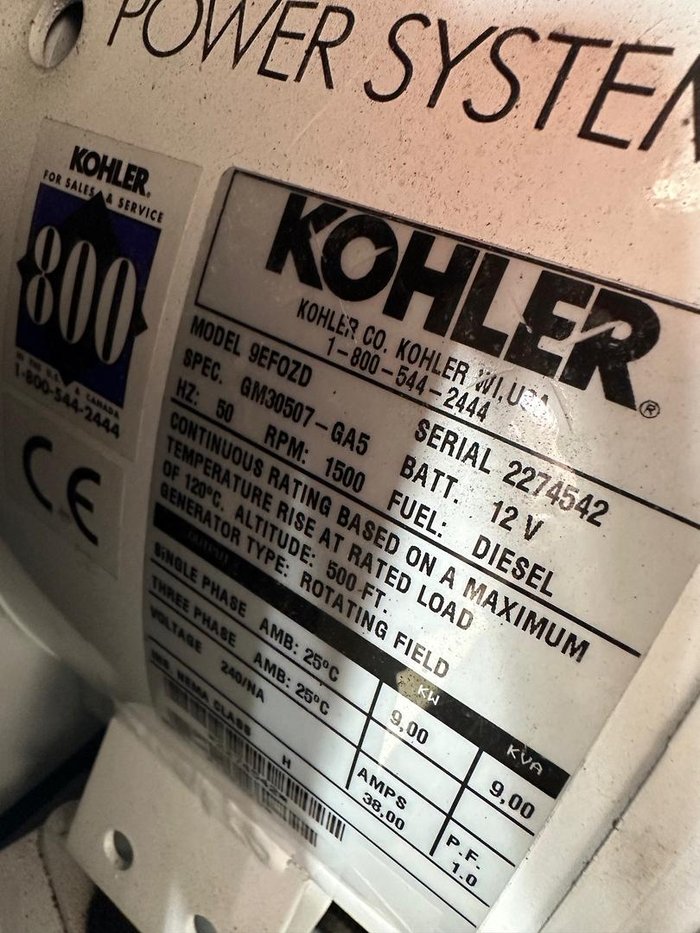 POWER SYSTEM
KOHLER®
FOR SALES & SERVICE
800
IN THE U.S. & CANADA
1-800-544-2444
CE
KOHLER®
KOHLER CO. KOHLER WI. USA
1-800-544-2444
MODEL 9EFOZD SERIAL 2274542
SPEC. GM30507-GA5 BATT. 12 V
HZ: 50 RPM: 1500 FUEL: DIESEL
CONTINUOUS RATING BASED ON A MAXIMUM
TEMPERATURE RISE AT RATED LOAD
OF 120°C. ALTITUDE: 500 FT.
GENERATOR TYPE: ROTATING FIELD
OUTPUT KW KVA
SINGLE PHASE AMB: 25°C 9,00 9,00
THREE PHASE AMB: 25°C
VOLTAGE 240/NA AMPS 38,00 P.F. 1.0
INS. NEMA CLASS H